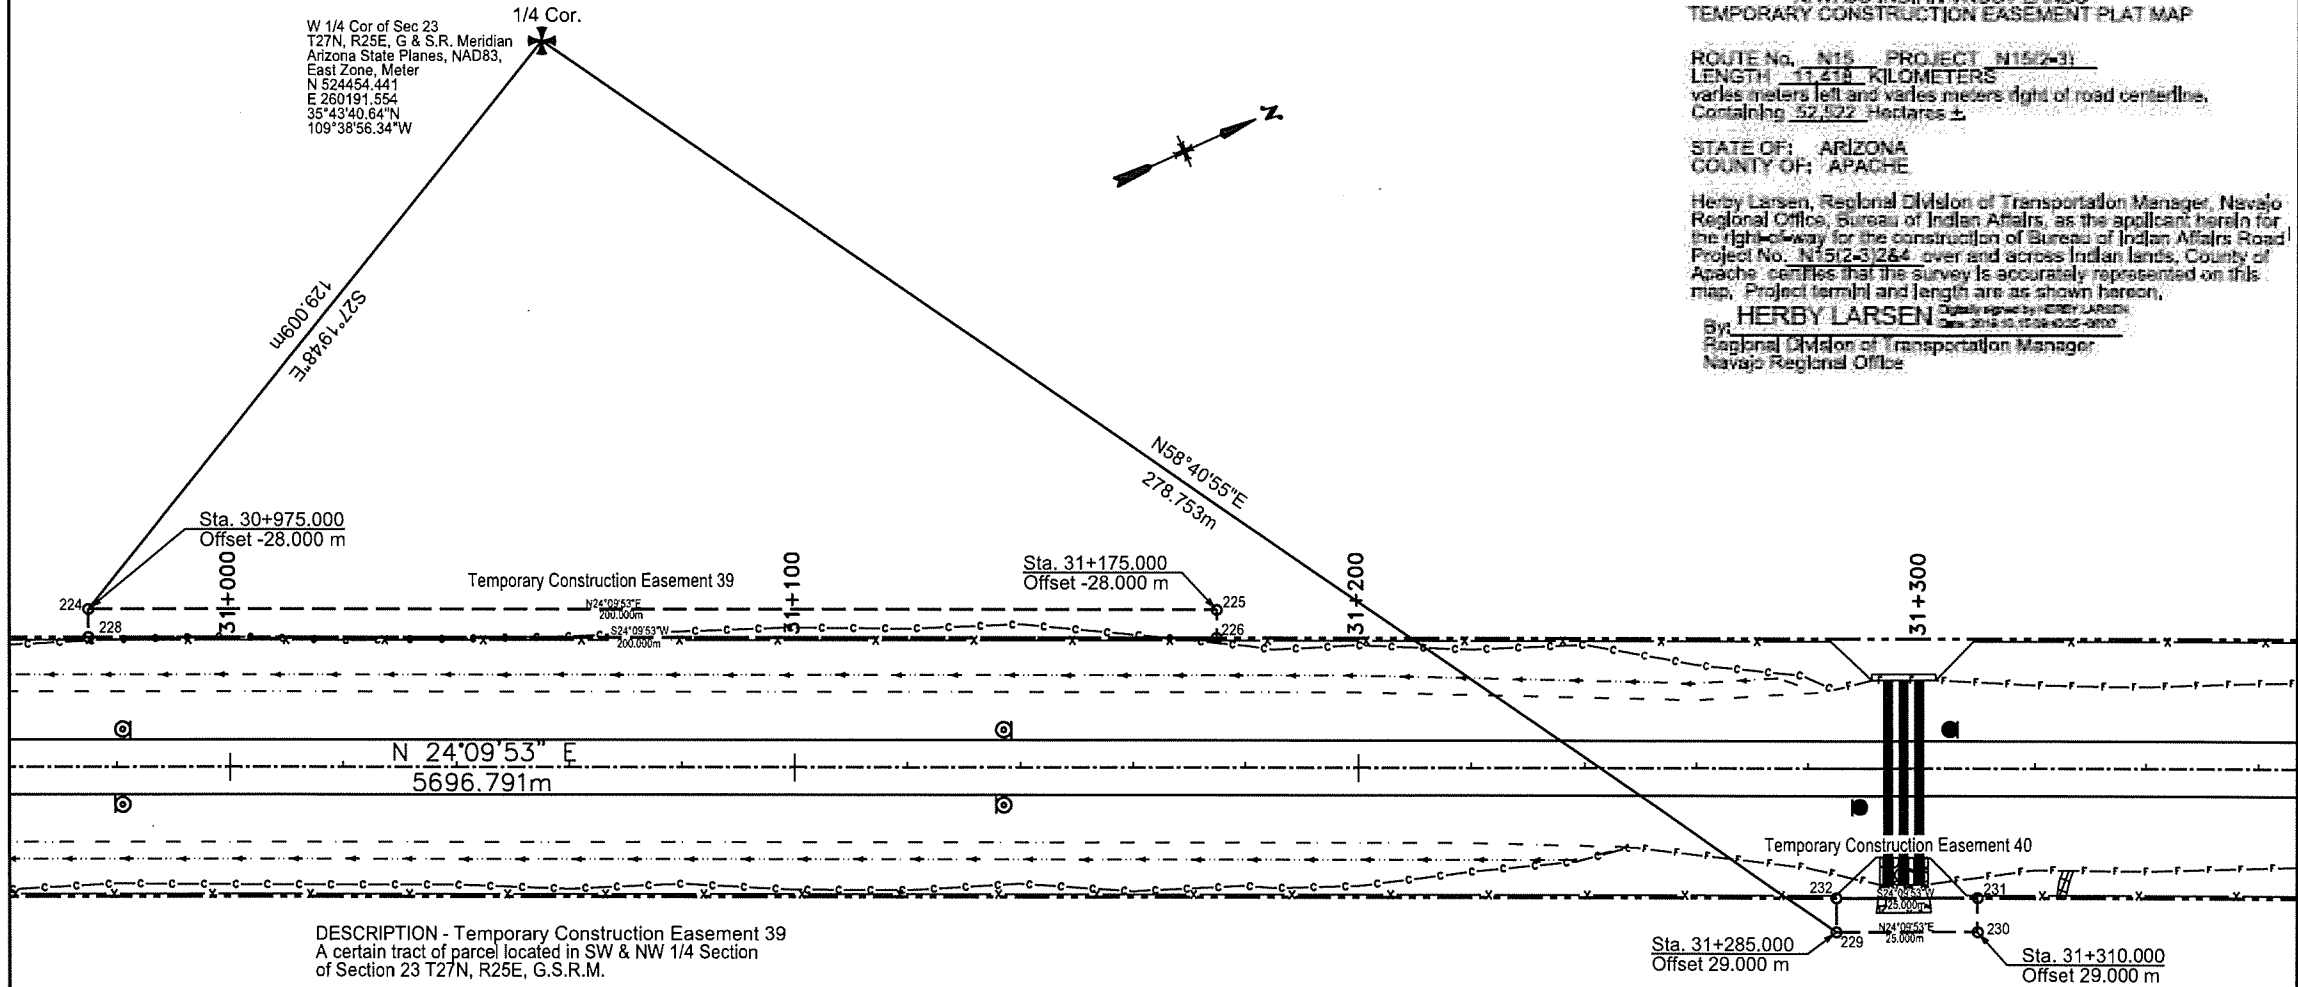 1/4 Cor.
W 1/4 Cor of Sec 23
T27N, R25E, G & S.R. Meridian
Arizona State Planes, NAD83,
East Zone, Meter
N 524454.441
E 260191.554
35°43'40.64"N
109°38'56.34"W
TEMPORARY CONSTRUCTION EASEMENT PLAT MAP
ROUTE No. N15 PROJECT N15(2-3)
LENGTH KILOMETERS
varies meters left and varies meters right of road centerline.
Containing Hectares ±.
STATE OF: ARIZONA
COUNTY OF: APACHE
Herby Larsen, Regional Division of Transportation Manager, Navajo
Regional Office, Bureau of Indian Affairs, as the applicant herein for
the right-of-way for the construction of Bureau of Indian Affairs Road
Project No. N15(2-3)2&4 over and across Indian lands, County of
Apache certifies that the survey is accurately represented on this
map. Project termini and length are as shown hereon.
By: HERBY LARSEN
Regional Division of Transportation Manager
Navajo Regional Office
N
S27°19'48"E
129.009m
N58°40'55"E
278.753m
Sta. 30+975.000
Offset -28.000 m
Temporary Construction Easement 39
Sta. 31+175.000
Offset -28.000 m
31+000
31+100
31+200
31+300
224
228
225
226
N24°09'53"E
200.000m
S24°09'53"W
200.000m
N 24°09'53" E
5696.791m
Temporary Construction Easement 40
232
231
S24°09'53"W
25.000m
N24°09'53"E
25.000m
229
230
Sta. 31+285.000
Offset 29.000 m
Sta. 31+310.000
Offset 29.000 m
DESCRIPTION - Temporary Construction Easement 39
A certain tract of parcel located in SW & NW 1/4 Section
of Section 23 T27N, R25E, G.S.R.M.